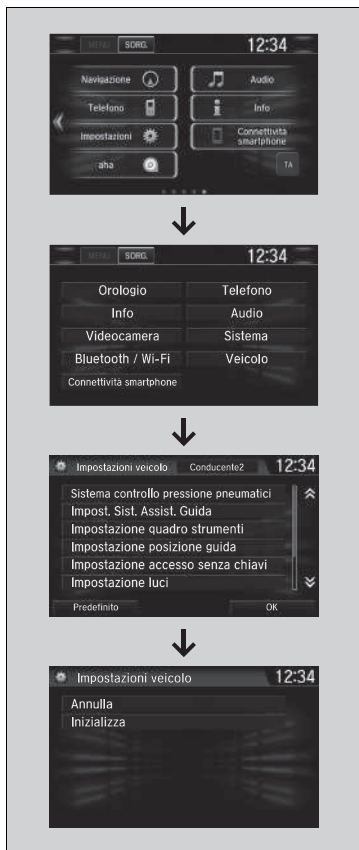 MENU SORG. 12:34
Navigazione Audio
Telefono Info
Impostazioni Connettività smartphone
aha TA
MENU SORG. 12:34
Orologio Telefono
Info Audio
Videocamera Sistema
Bluetooth / Wi-Fi Veicolo
Connettività smartphone
Impostazioni veicolo Conducente2 12:34
Sistema controllo pressione pneumatici
Impost. Sist. Assist. Guida
Impostazione quadro strumenti
Impostazione posizione guida
Impostazione accesso senza chiavi
Impostazione luci
Predefinito OK
Impostazioni veicolo 12:34
Annulla
Inizializza